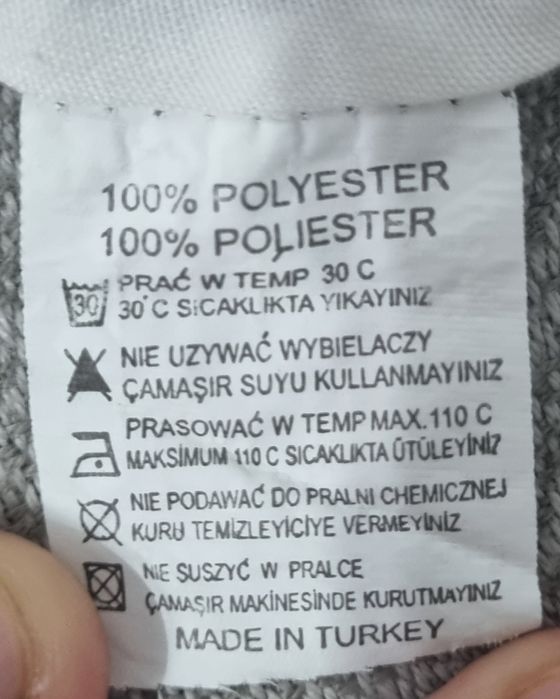 100% POLYESTER
100% POLIESTER
30 PRAĆ W TEMP 30 C
30°C SiCAKLIKTA YIKAYINIZ
NIE UZYWAĆ WYBIELACZY
ÇAMAŞIR SUYU KULLANMAYINIZ
PRASOWAĆ W TEMP MAX.110 C
MAKSİMUM 110 C SICAKLIKTA ÜTÜLEYİNİZ
NIE PODAWAĆ DO PRALNI CHEMICZNEJ
KURU TEMİZLEYİCİYE VERMEYİNİZ
NIE SUSZYĆ W PRALCE
ÇAMAŞIR MAKİNESİNDE KURUTMAYINIZ
MADE IN TURKEY